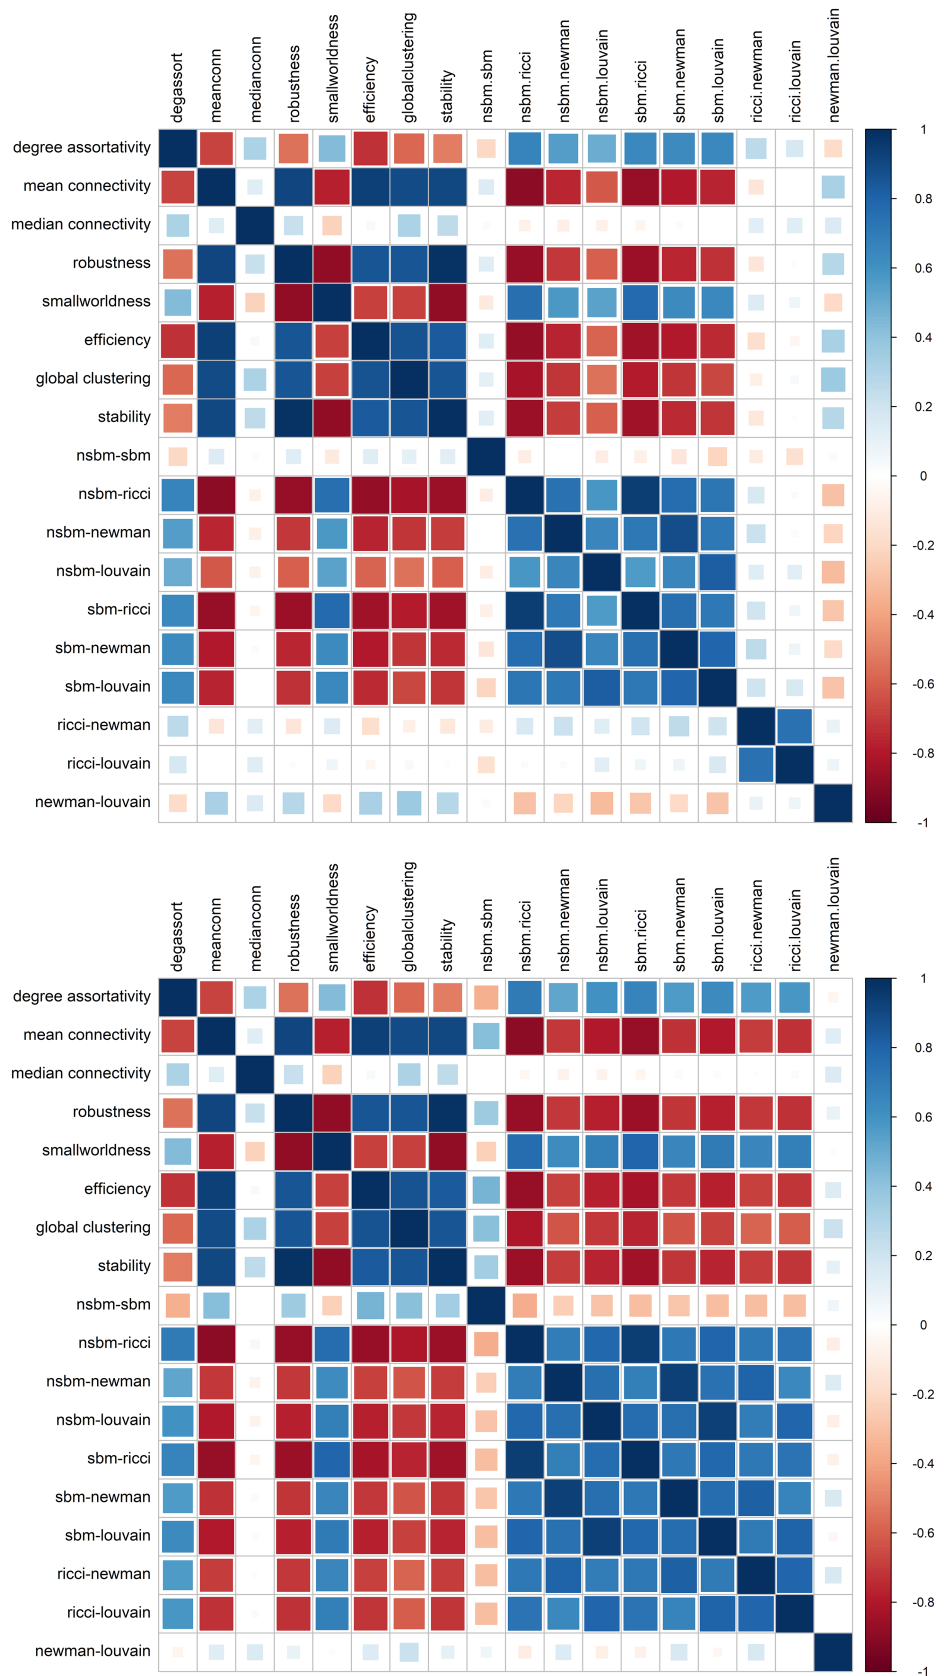 degassort
meanconn
medianconn
robustness
smallworldness
efficiency
globalclustering
stability
nsbm.sbm
nsbm.ricci
nsbm.newman
nsbm.louvain
sbm.ricci
sbm.newman
sbm.louvain
ricci.newman
ricci.louvain
newman.louvain
degree assortativity
mean connectivity
median connectivity
robustness
smallworldness
efficiency
global clustering
stability
nsbm-sbm
nsbm-ricci
nsbm-newman
nsbm-louvain
sbm-ricci
sbm-newman
sbm-louvain
ricci-newman
ricci-louvain
newman-louvain
1
0.8
0.6
0.4
0.2
0
-0.2
-0.4
-0.6
-0.8
-1
degassort
meanconn
medianconn
robustness
smallworldness
efficiency
globalclustering
stability
nsbm.sbm
nsbm.ricci
nsbm.newman
nsbm.louvain
sbm.ricci
sbm.newman
sbm.louvain
ricci.newman
ricci.louvain
newman.louvain
degree assortativity
mean connectivity
median connectivity
robustness
smallworldness
efficiency
global clustering
stability
nsbm-sbm
nsbm-ricci
nsbm-newman
nsbm-louvain
sbm-ricci
sbm-newman
sbm-louvain
ricci-newman
ricci-louvain
newman-louvain
1
0.8
0.6
0.4
0.2
0
-0.2
-0.4
-0.6
-0.8
-1